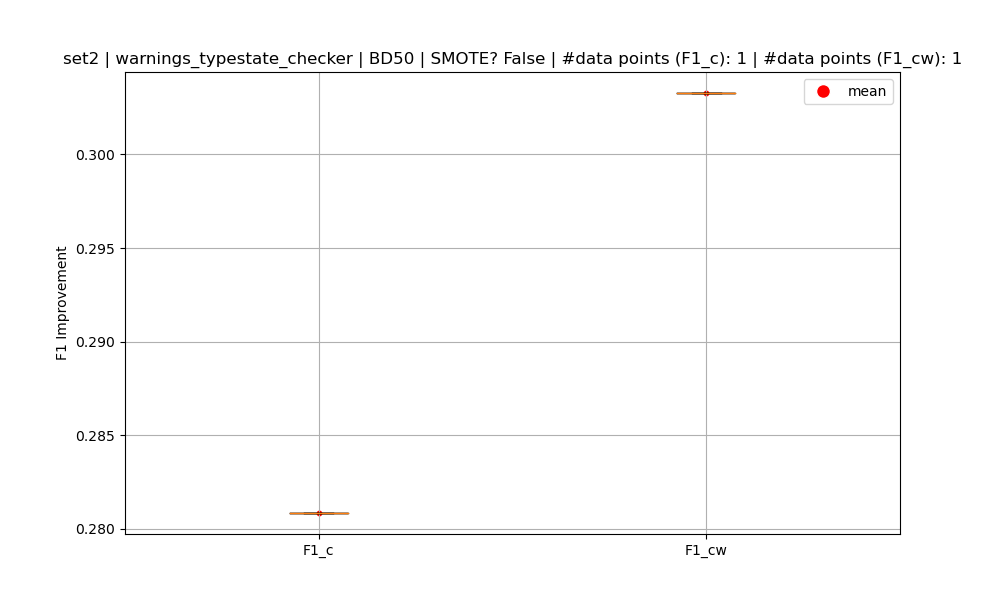 set2 | warnings_typestate_checker | BD50 | SMOTE? False | #data points (F1_c): 1 | #data points (F1_cw): 1
mean
0.300
0.295
0.290
0.285
0.280
F1 Improvement
F1_c
F1_cw